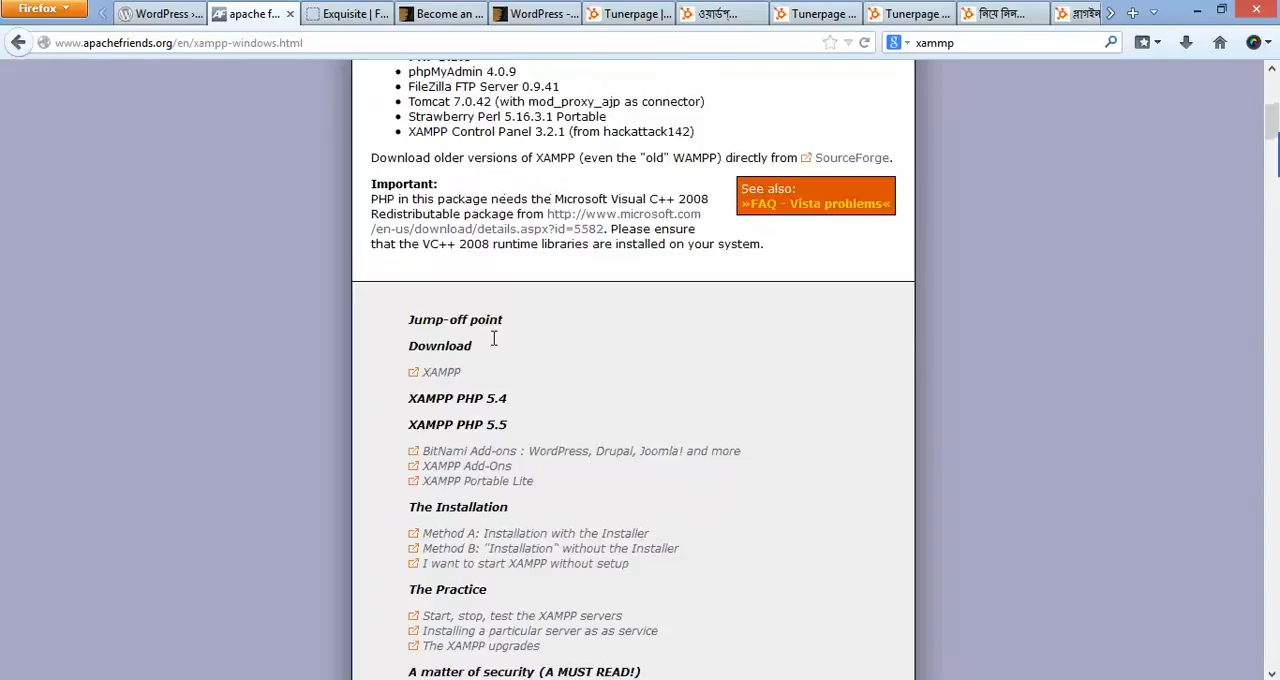 Firefox
WordPress ›...
apache f...
Exquisite | F...
Become an ...
WordPress -...
Tunerpage |...
ওয়ার্ডপ্...
Tunerpage ...
Tunerpage ...
নিয়ে নিন...
প্লাগইন
www.apachefriends.org/en/xampp-windows.html
xammp
phpMyAdmin 4.0.9
FileZilla FTP Server 0.9.41
Tomcat 7.0.42 (with mod_proxy_ajp as connector)
Strawberry Perl 5.16.3.1 Portable
XAMPP Control Panel 3.2.1 (from hackattack142)
Download older versions of XAMPP (even the "old" WAMPP) directly from SourceForge.
Important:
PHP in this package needs the Microsoft Visual C++ 2008
Redistributable package from http://www.microsoft.com
/en-us/download/details.aspx?id=5582. Please ensure
that the VC++ 2008 runtime libraries are installed on your system.
See also:
»FAQ - Vista problems«
Jump-off point
Download
XAMPP
XAMPP PHP 5.4
XAMPP PHP 5.5
BitNami Add-ons : WordPress, Drupal, Joomla! and more
XAMPP Add-Ons
XAMPP Portable Lite
The Installation
Method A: Installation with the Installer
Method B: "Installation" without the Installer
I want to start XAMPP without setup
The Practice
Start, stop, test the XAMPP servers
Installing a particular server as as service
The XAMPP upgrades
A matter of security (A MUST READ!)